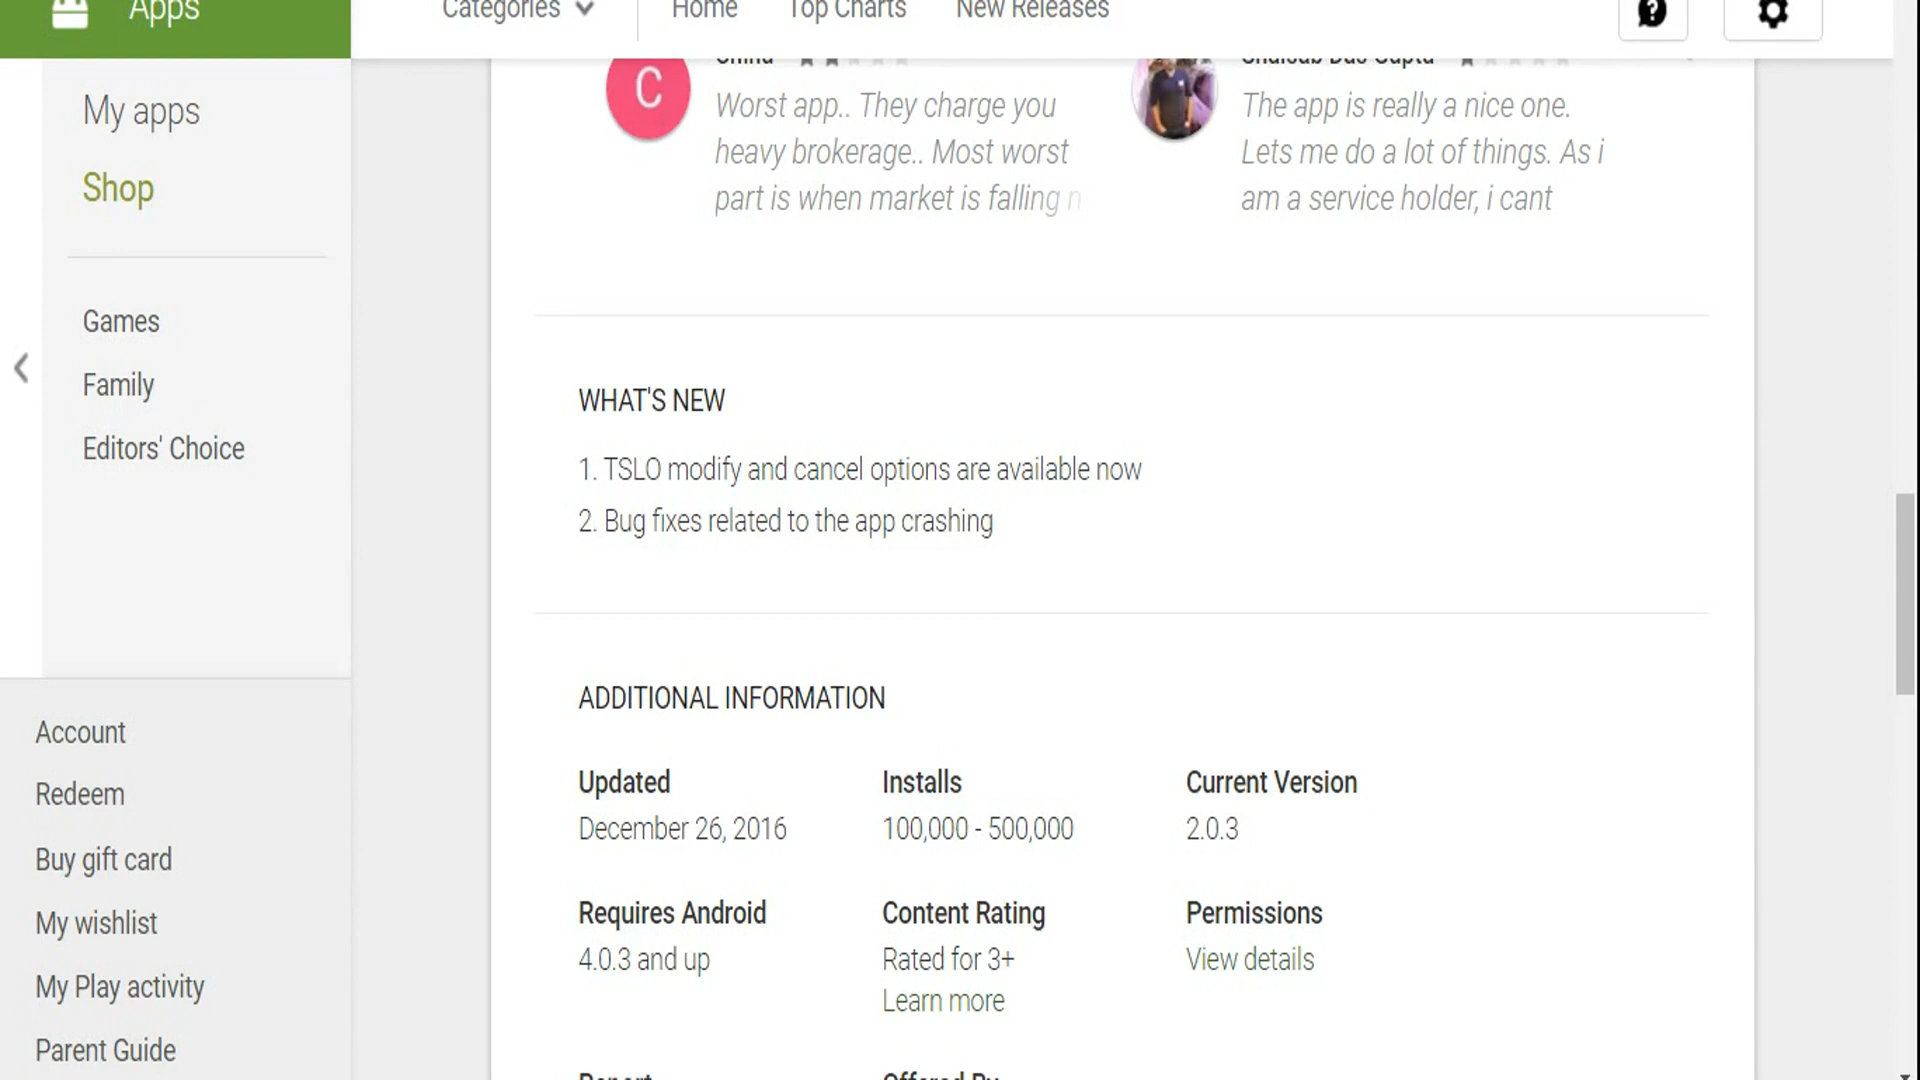 Apps
Categories
Home
Top Charts
New Releases
My apps
Shop
Games
Family
Editors' Choice
Account
Redeem
Buy gift card
My wishlist
My Play activity
Parent Guide
C
Worst app.. They charge you
heavy brokerage.. Most worst
part is when market is falling n
The app is really a nice one.
Lets me do a lot of things. As i
am a service holder, i cant
WHAT'S NEW
1. TSLO modify and cancel options are available now
2. Bug fixes related to the app crashing
ADDITIONAL INFORMATION
Updated
December 26, 2016
Installs
100,000 - 500,000
Current Version
2.0.3
Requires Android
4.0.3 and up
Content Rating
Rated for 3+
Learn more
Permissions
View details
Report
Offered By